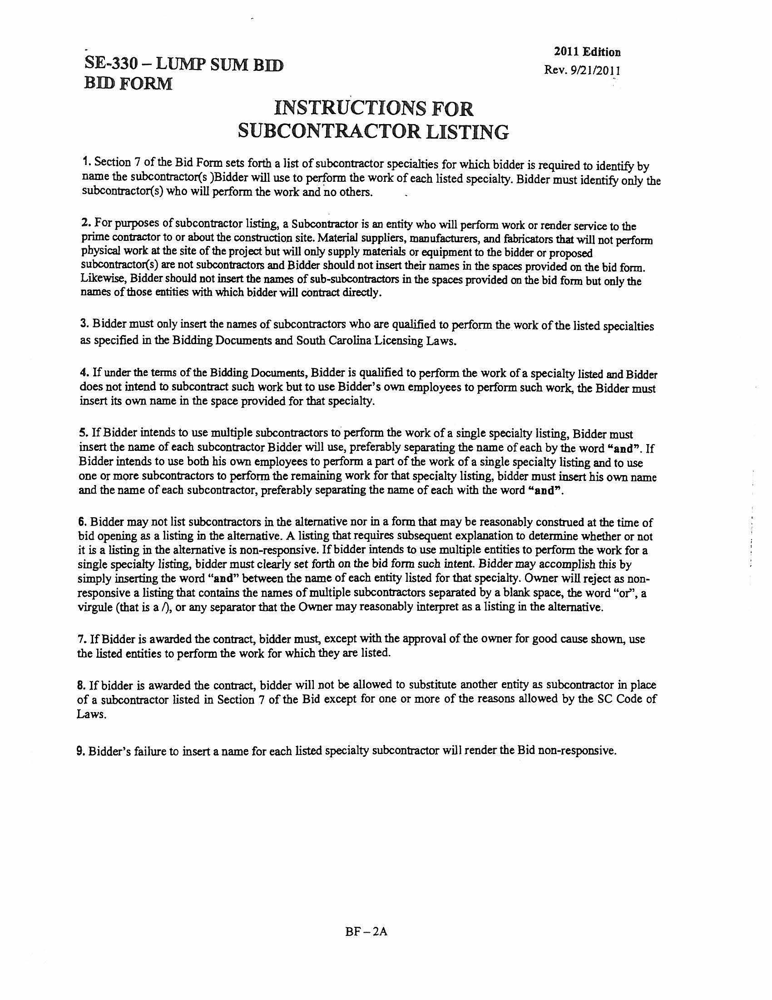 SE-330 – LUMP SUM BID
BID FORM
2011 Edition
Rev. 9/21/2011
INSTRUCTIONS FOR
SUBCONTRACTOR LISTING
1. Section 7 of the Bid Form sets forth a list of subcontractor specialties for which bidder is required to identify by
name the subcontractor(s )Bidder will use to perform the work of each listed specialty. Bidder must identify only the
subcontractor(s) who will perform the work and no others.
2. For purposes of subcontractor listing, a Subcontractor is an entity who will perform work or render service to the
prime contractor to or about the construction site. Material suppliers, manufacturers, and fabricators that will not perform
physical work at the site of the project but will only supply materials or equipment to the bidder or proposed
subcontractor(s) are not subcontractors and Bidder should not insert their names in the spaces provided on the bid form.
Likewise, Bidder should not insert the names of sub-subcontractors in the spaces provided on the bid form but only the
names of those entities with which bidder will contract directly.
3. Bidder must only insert the names of subcontractors who are qualified to perform the work of the listed specialties
as specified in the Bidding Documents and South Carolina Licensing Laws.
4. If under the terms of the Bidding Documents, Bidder is qualified to perform the work of a specialty listed and Bidder
does not intend to subcontract such work but to use Bidder's own employees to perform such work, the Bidder must
insert its own name in the space provided for that specialty.
5. If Bidder intends to use multiple subcontractors to perform the work of a single specialty listing, Bidder must
insert the name of each subcontractor Bidder will use, preferably separating the name of each by the word “and”. If
Bidder intends to use both his own employees to perform a part of the work of a single specialty listing and to use
one or more subcontractors to perform the remaining work for that specialty listing, bidder must insert his own name
and the name of each subcontractor, preferably separating the name of each with the word “and”.
6. Bidder may not list subcontractors in the alternative nor in a form that may be reasonably construed at the time of
bid opening as a listing in the alternative. A listing that requires subsequent explanation to determine whether or not
it is a listing in the alternative is non-responsive. If bidder intends to use multiple entities to perform the work for a
single specialty listing, bidder must clearly set forth on the bid form such intent. Bidder may accomplish this by
simply inserting the word “and” between the name of each entity listed for that specialty. Owner will reject as non-
responsive a listing that contains the names of multiple subcontractors separated by a blank space, the word “or”, a
virgule (that is a /), or any separator that the Owner may reasonably interpret as a listing in the alternative.
7. If Bidder is awarded the contract, bidder must, except with the approval of the owner for good cause shown, use
the listed entities to perform the work for which they are listed.
8. If bidder is awarded the contract, bidder will not be allowed to substitute another entity as subcontractor in place
of a subcontractor listed in Section 7 of the Bid except for one or more of the reasons allowed by the SC Code of
Laws.
9. Bidder's failure to insert a name for each listed specialty subcontractor will render the Bid non-responsive.
BF – 2A